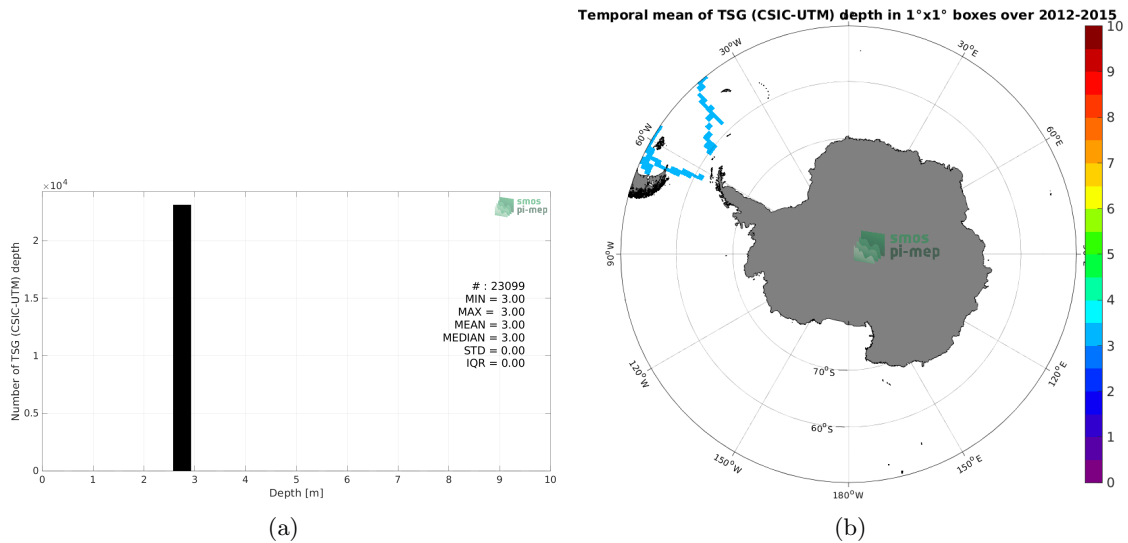 Temporal mean of TSG (CSIC-UTM) depth in 1°x1° boxes over 2012-2015
×10⁴
Number of TSG (CSIC-UTM) depth
2
1.5
1
0.5
0
smos
pi-mep
# : 23099
MIN = 3.00
MAX = 3.00
MEAN = 3.00
MEDIAN = 3.00
STD = 0.00
IQR = 0.00
0 1 2 3 4 5 6 7 8 9 10
Depth [m]
(a)
30°W
30°E
60°W
60°E
90°W
120°W
120°E
150°W
150°E
180°W
70°S
60°S
smos
pi-mep
10
9
8
7
6
5
4
3
2
1
0
(b)